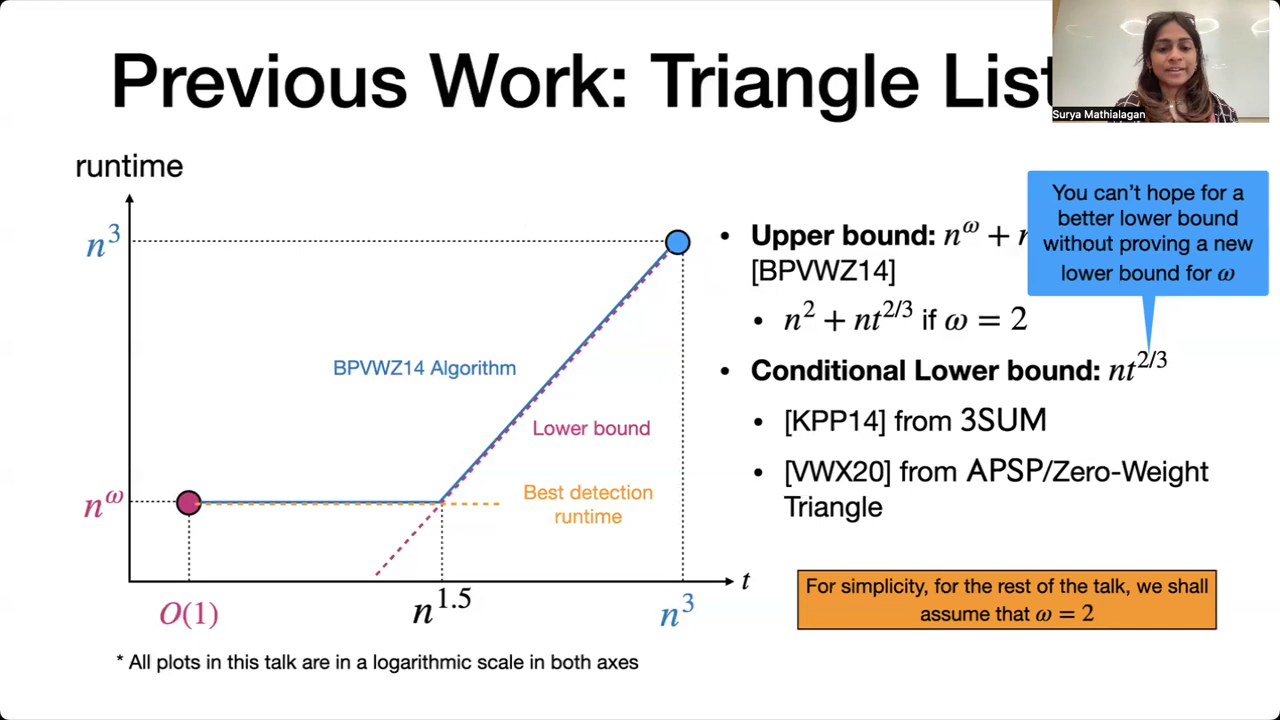 Previous Work: Triangle List
Surya Mathialagan
runtime
n³
BPVWZ14 Algorithm
Lower bound
Best detection
runtime
n^ω
O(1)
n^1.5
n³
t
* All plots in this talk are in a logarithmic scale in both axes
• Upper bound: n^ω +
[BPVWZ14]
• n² + nt^2/3 if ω = 2
You can't hope for a
better lower bound
without proving a new
lower bound for ω
• Conditional Lower bound: nt^2/3
• [KPP14] from 3SUM
• [VWX20] from APSP/Zero-Weight
Triangle
For simplicity, for the rest of the talk, we shall
assume that ω = 2